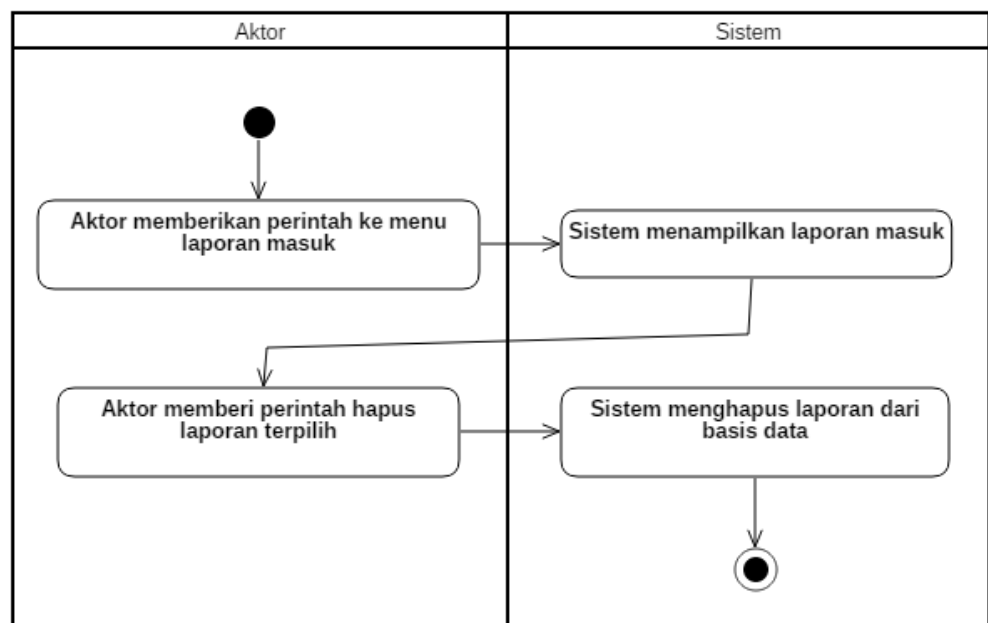 Aktor
Sistem
Aktor memberikan perintah ke menu
laporan masuk
Sistem menampilkan laporan masuk
Aktor memberi perintah hapus
laporan terpilih
Sistem menghapus laporan dari
basis data